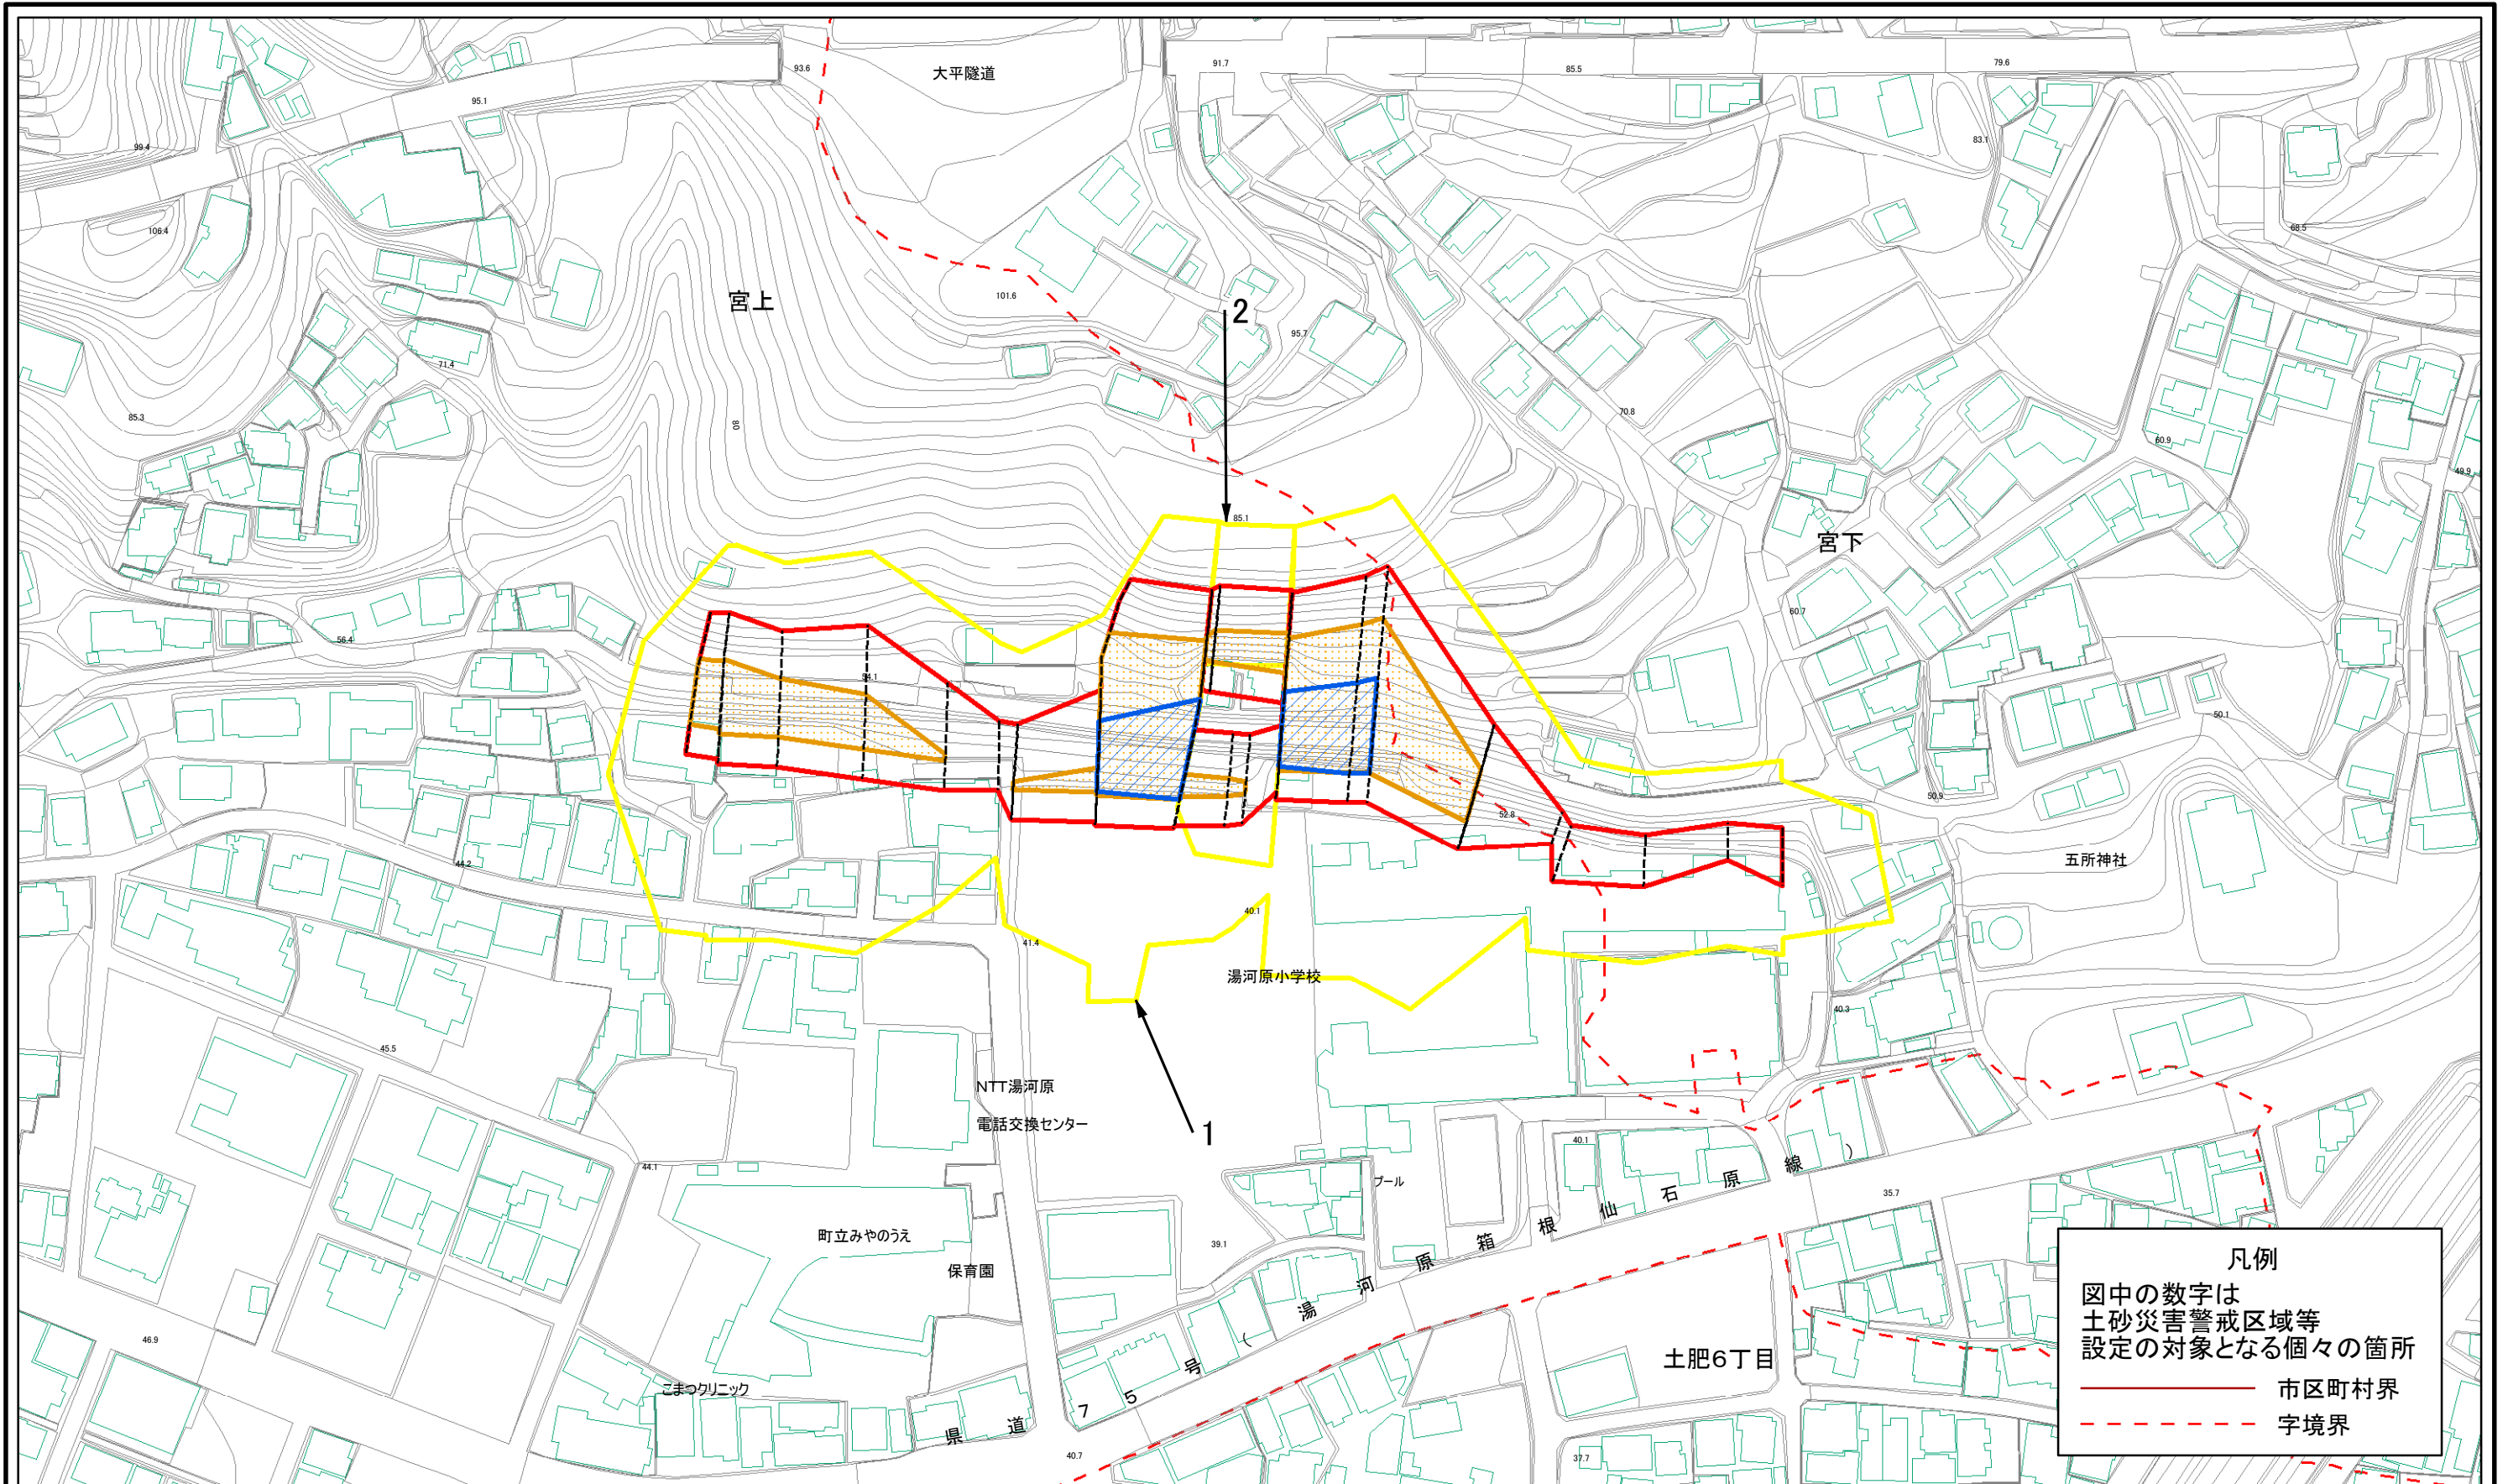 大平隧道
93.6
91.7
85.5
79.6
95.1
99.4
83.1
106.4
68.5
宮上
101.6
2
95.7
71.4
85.3
80
70.8
60.9
49.9
85.1
宮下
60.7
56.4
54.1
50.1
50.9
52.8
44.2
五所神社
40.1
41.4
湯河原小学校
40.3
45.5
NTT湯河原
電話交換センター
1
40.1
44.1
プール
35.7
町立みやのうえ
保育園
39.1
県道75号(湯河原箱根仙石原線)
46.9
土肥6丁目
こまつクリニック
40.7
37.7
凡例
図中の数字は
土砂災害警戒区域等
設定の対象となる個々の箇所
市区町村界
字境界